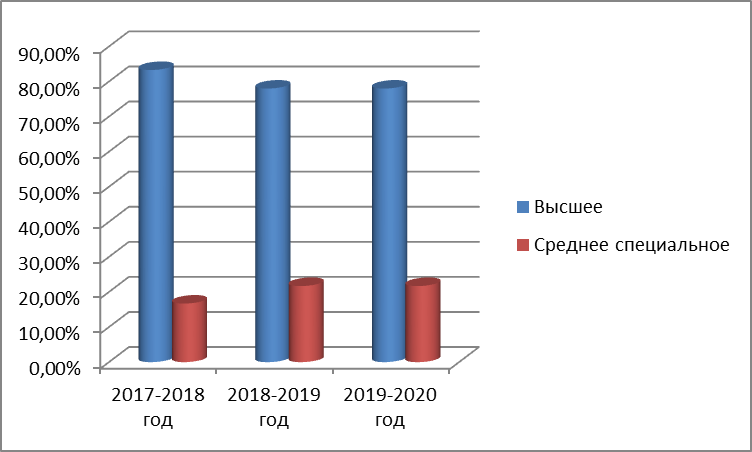 90,00%
80,00%
70,00%
60,00%
50,00%
40,00%
30,00%
20,00%
10,00%
0,00%
2017-2018
год
2018-2019
год
2019-2020
год
Высшее
Среднее специальное